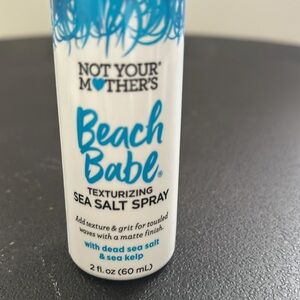 NOT YOUR®
MOTHER'S
Beach
Babe®
TEXTURIZING
SEA SALT SPRAY
Add texture & grit for tousled
waves with a matte finish.
with dead sea salt
& sea kelp
2 fl. oz (60 mL)